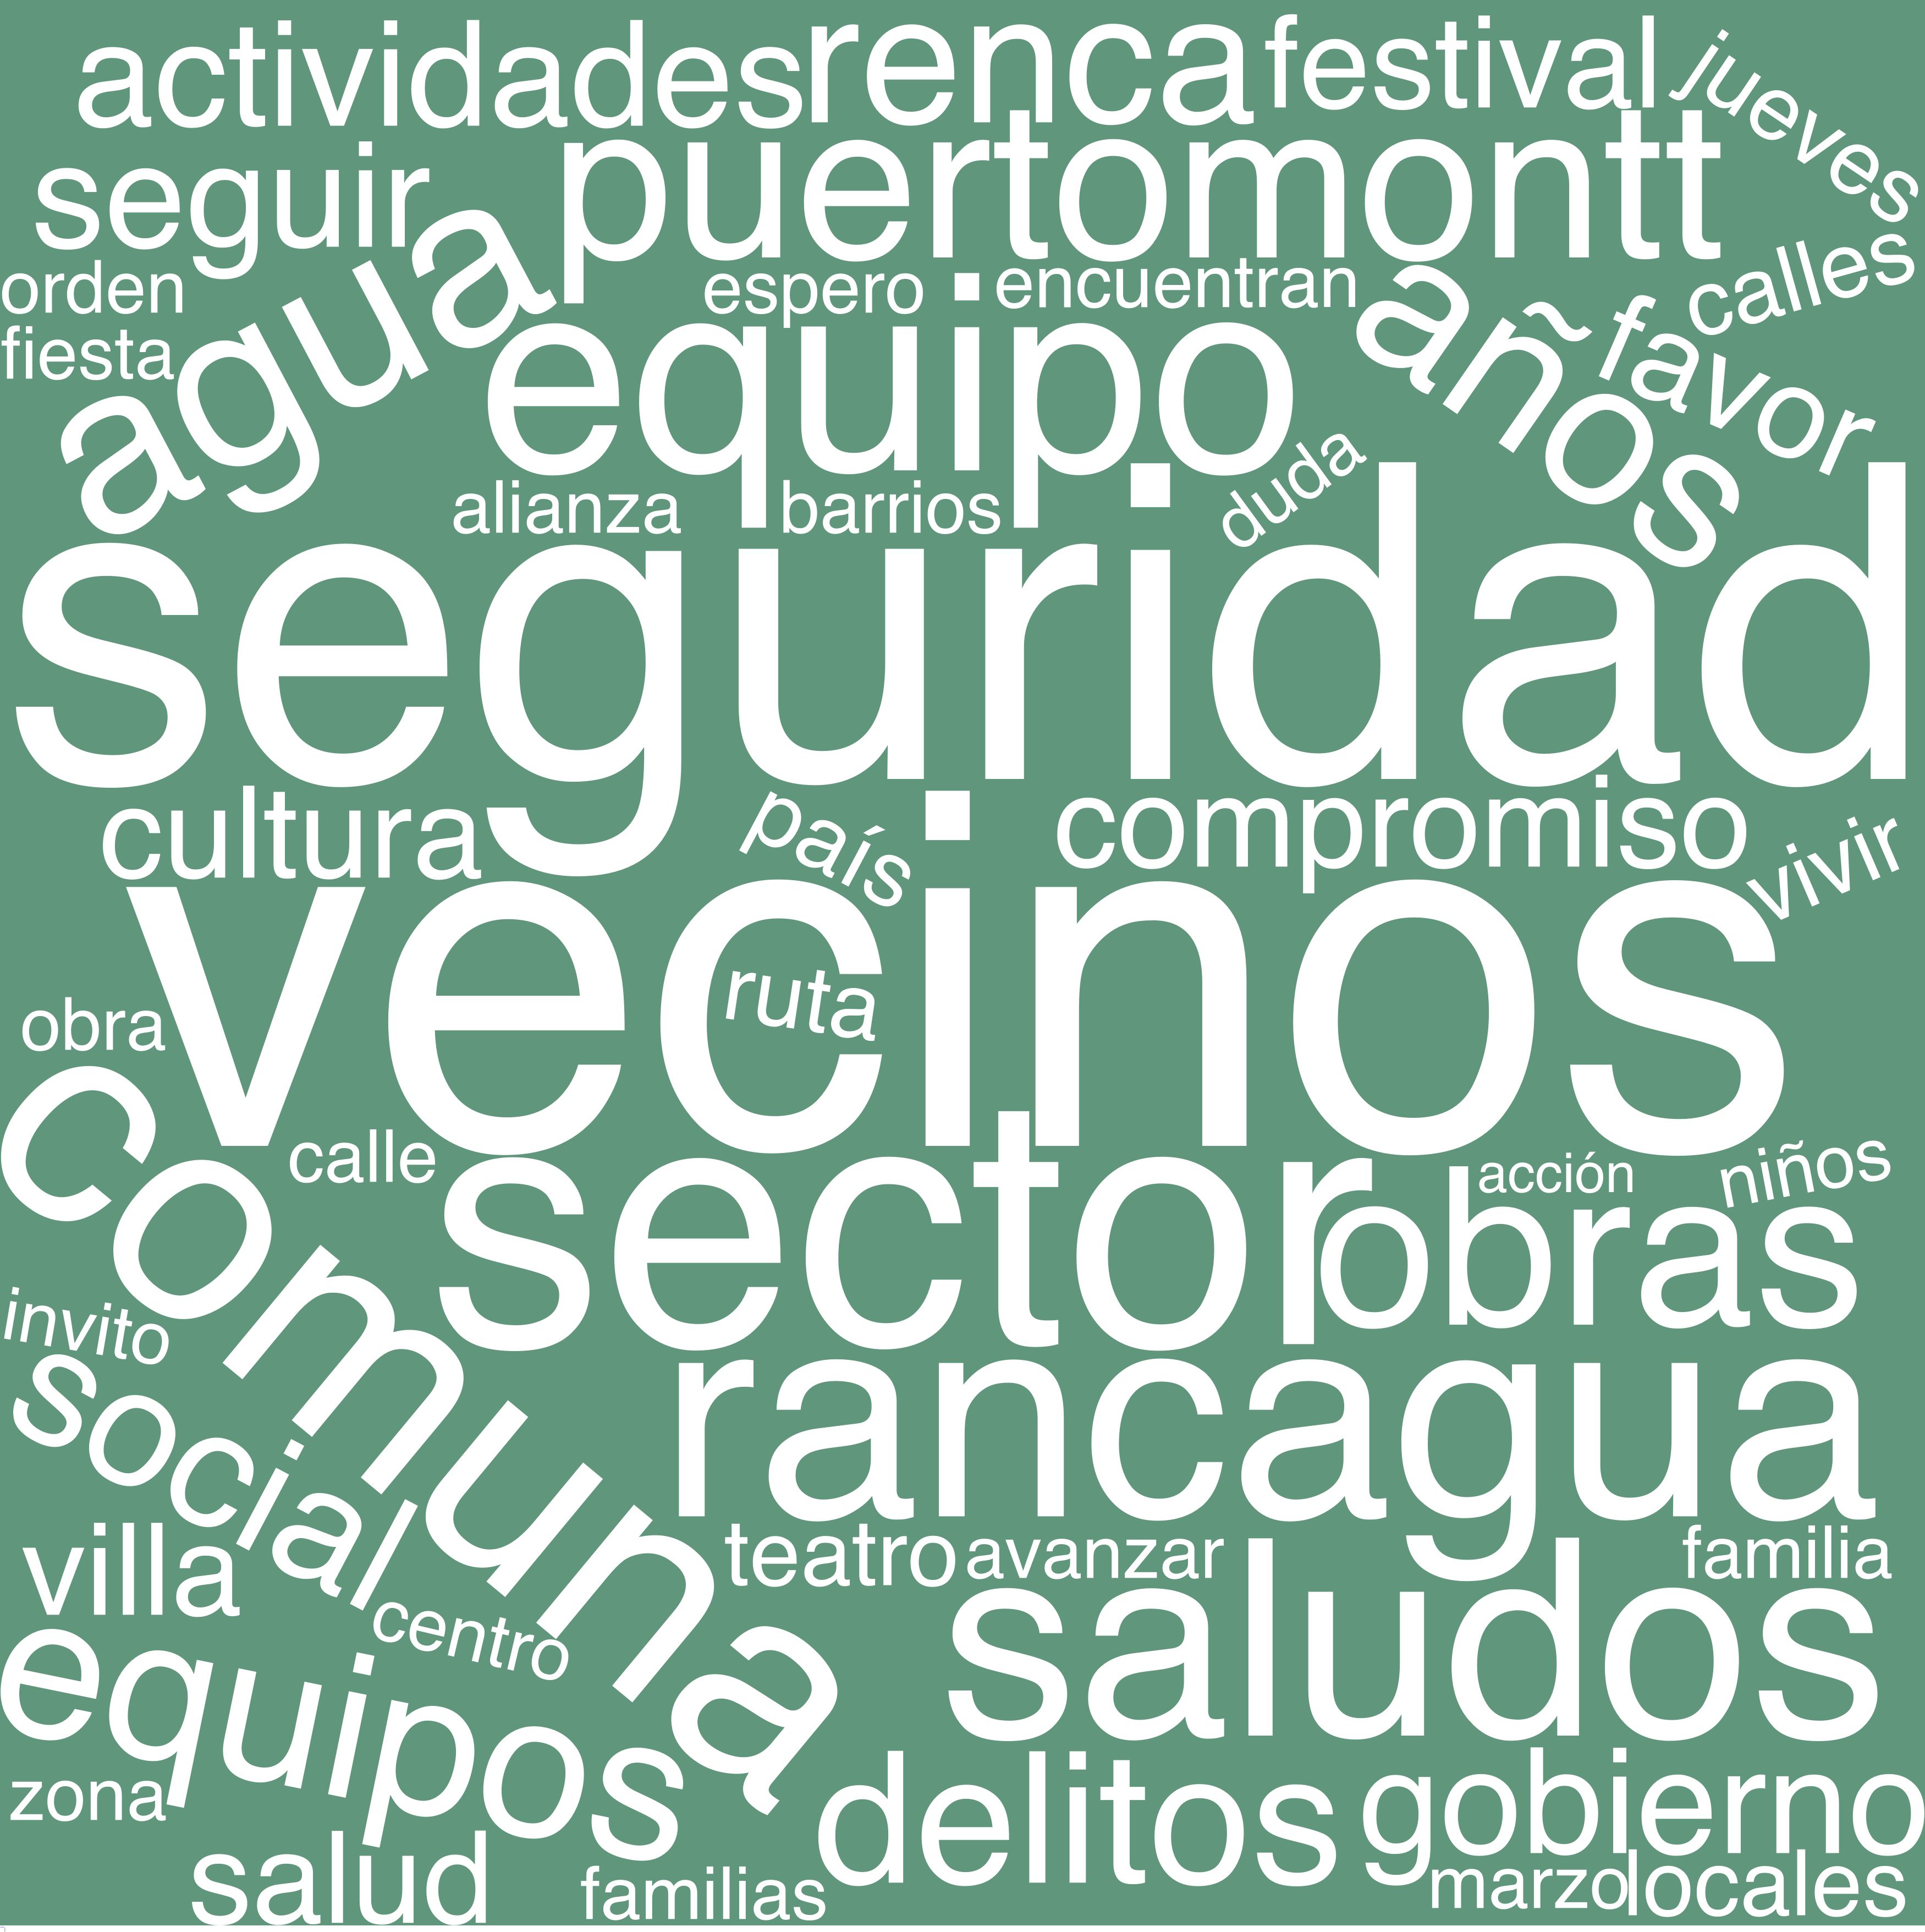 actividades renca festival jueves
seguir puertomontt
orden espero encuentran calles
fiesta aguas equipo años favor
alianza barrios duda
seguridad
cultura país compromiso vivir
vecinos
ruta
obra
comuna calle sector acción niños
obras
invito
social rancagua
villa teatro avanzar familia
centro saludos
equipos
zona delitos gobierno
salud familias marzo locales